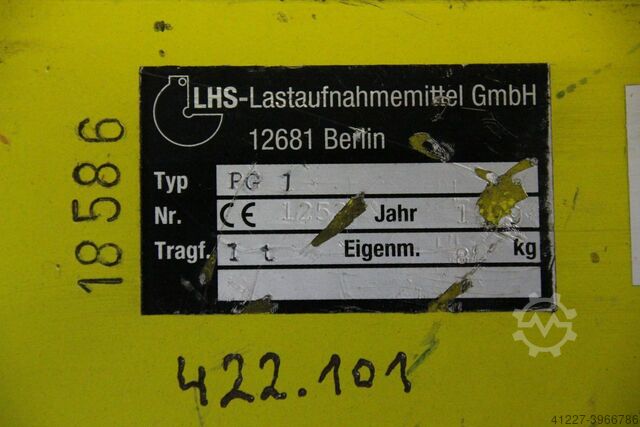 LHS-Lastaufnahmemittel GmbH
12681 Berlin
Typ PG 1
Nr. CE Jahr
Tragf. 1 t Eigenm. kg
18586
422.101
41227-3966786